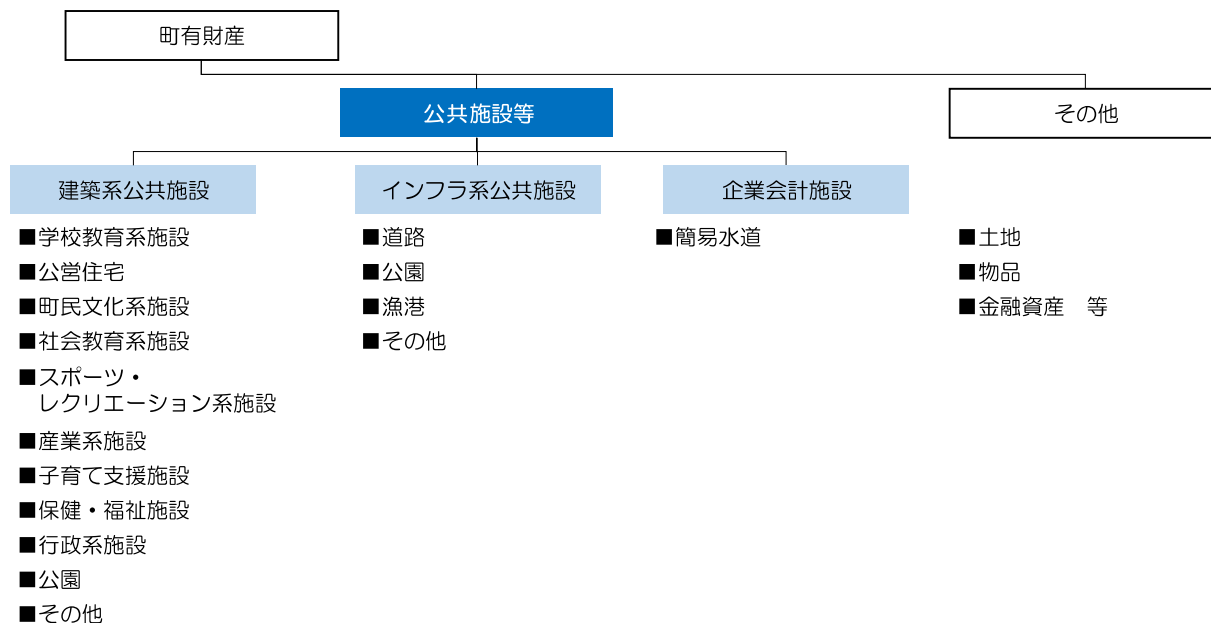 町有財産
公共施設等
その他
建築系公共施設
インフラ系公共施設
企業会計施設
■学校教育系施設
■公営住宅
■町民文化系施設
■社会教育系施設
■スポーツ・
レクリエーション系施設
■産業系施設
■子育て支援施設
■保健・福祉施設
■行政系施設
■公園
■その他
■道路
■公園
■漁港
■その他
■簡易水道
■土地
■物品
■金融資産　等